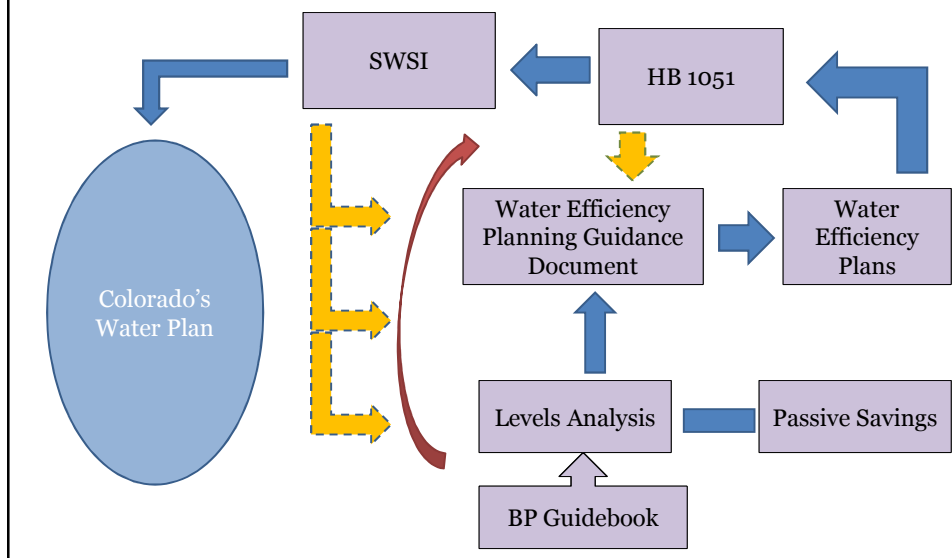 SWSI
HB 1051
Water Efficiency
Planning Guidance
Document
Water
Efficiency
Plans
Colorado’s
Water Plan
Levels Analysis
Passive Savings
BP Guidebook